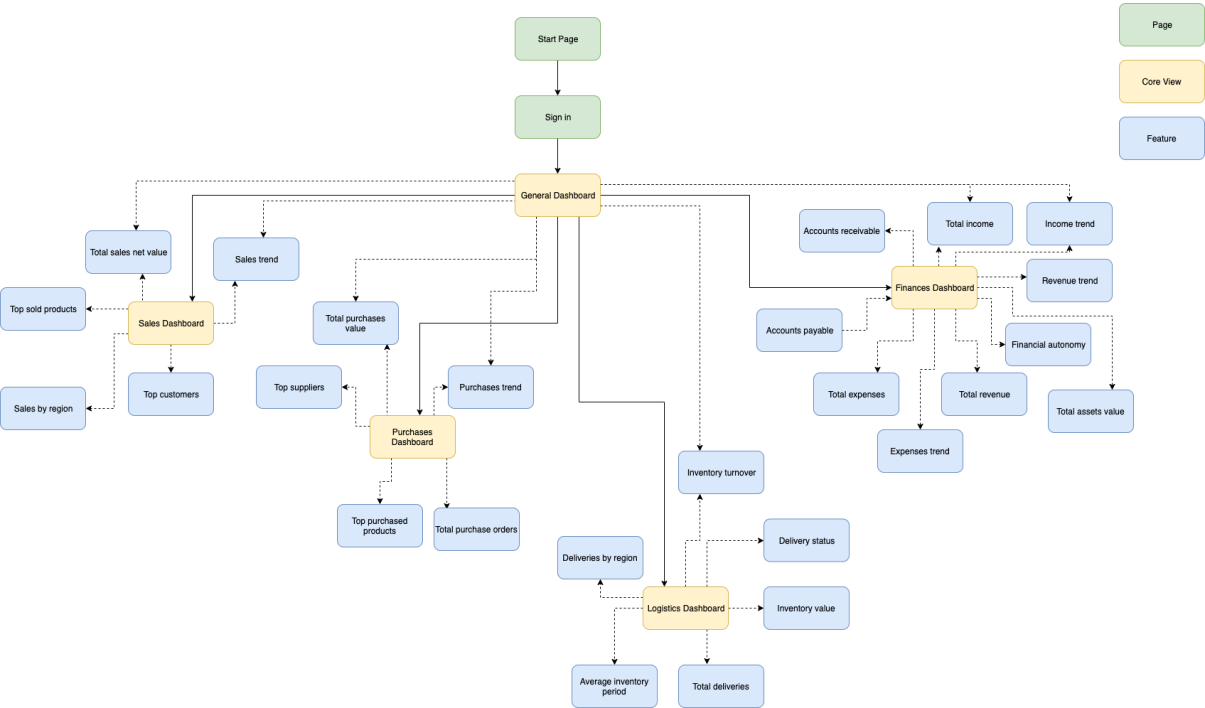 Start Page
Page
Core View
Sign in
Feature
General Dashboard
Total sales net value
Sales trend
Accounts receivable
Total income
Income trend
Top sold products
Sales Dashboard
Total purchases
value
Finances Dashboard
Revenue trend
Accounts payable
Financial autonomy
Sales by region
Top customers
Top suppliers
Purchases trend
Total expenses
Total revenue
Total assets value
Purchases
Dashboard
Expenses trend
Inventory turnover
Top purchased
products
Total purchase orders
Deliveries by region
Delivery status
Logistics Dashboard
Inventory value
Average inventory
period
Total deliveries